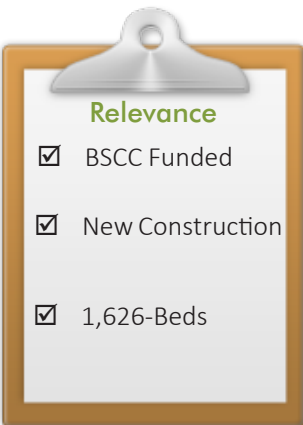 Relevance
☑ BSCC Funded
☑ New Construction
☑ 1,626-Beds